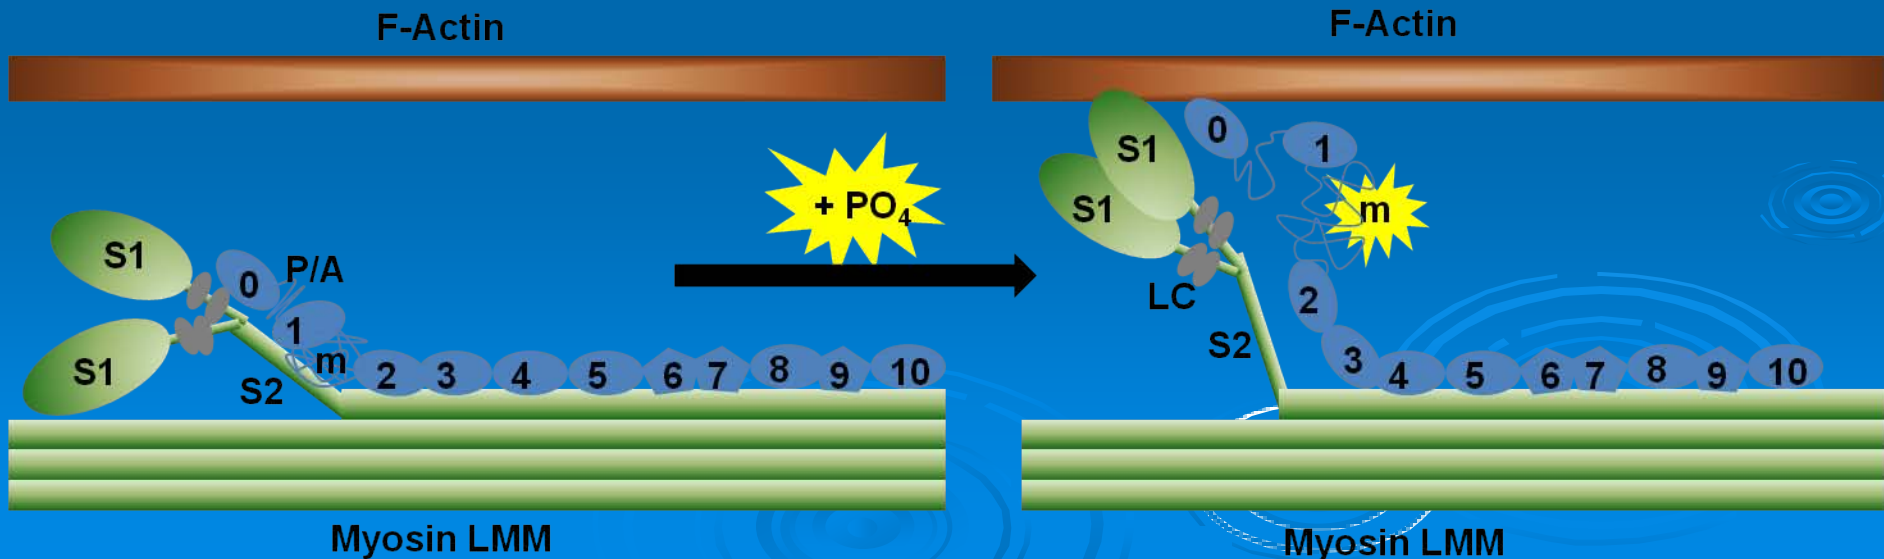 F-Actin
S1
S1
0
P/A
1
m
S2
2 3 4 5 6 7 8 9 10
Myosin LMM
+ PO₄
F-Actin
S1
S1
0
1
m
LC
S2
2
3 4 5 6 7 8 9 10
Myosin LMM